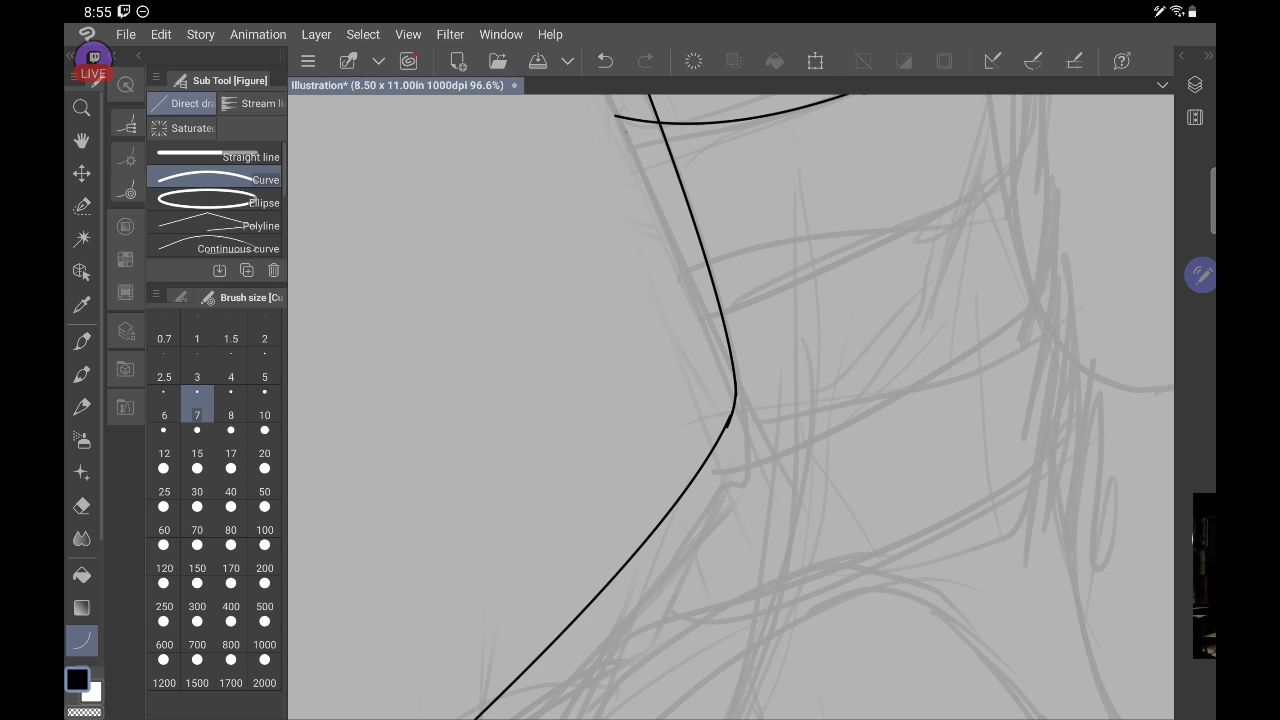 8:55
File Edit Story Animation Layer Select View Filter Window Help
LIVE
Sub Tool [Figure]
Illustration* (8.50 x 11.00in 1000dpi 96.6%)
Direct dra Stream li
Saturated
Straight line
Curve
Ellipse
Polyline
Continuous curve
Brush size [Cu
0.7 1 1.5 2
2.5 3 4 5
6 7 8 10
12 15 17 20
25 30 40 50
60 70 80 100
120 150 170 200
250 300 400 500
600 700 800 1000
1200 1500 1700 2000